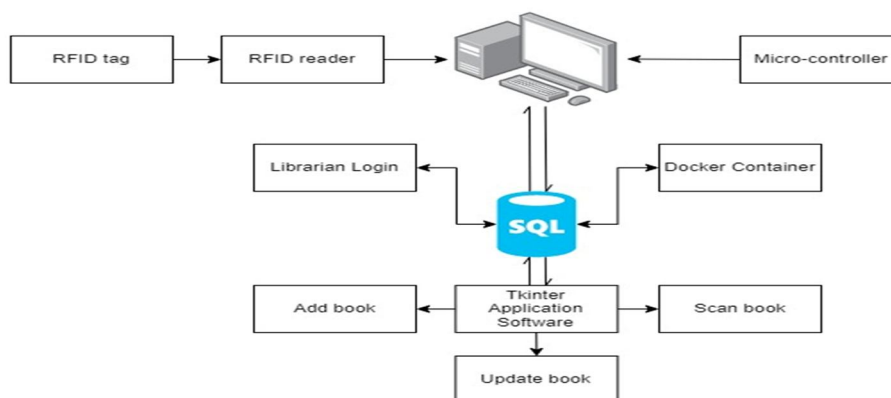 RFID tag
RFID reader
Micro-controller
Librarian Login
Docker Container
SQL
Add book
Tkinter
Application
Software
Scan book
Update book